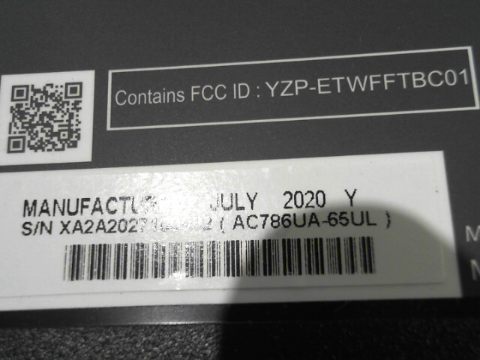 Contains FCC ID : YZP-ETWFFTBC01
JULY 2020 Y
S/N ( AC786UA-65UL )